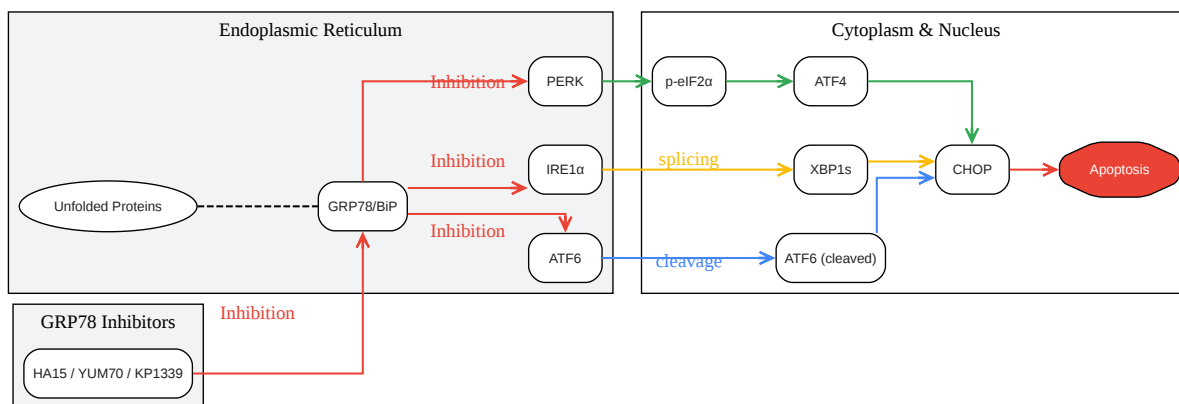 Endoplasmic Reticulum
Cytoplasm & Nucleus
Inhibition
PERK
p-eIF2α
ATF4
Inhibition
IRE1α
splicing
XBP1s
CHOP
Apoptosis
Unfolded Proteins
GRP78/BiP
Inhibition
ATF6
cleavage
ATF6 (cleaved)
GRP78 Inhibitors
Inhibition
HA15 / YUM70 / KP1339